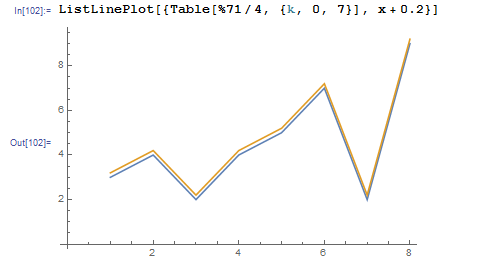 In[102]:= ListLinePlot[{Table[%71/4, {k, 0, 7}], x + 0.2}]
8
6
Out[102]=
4
2
2 4 6 8